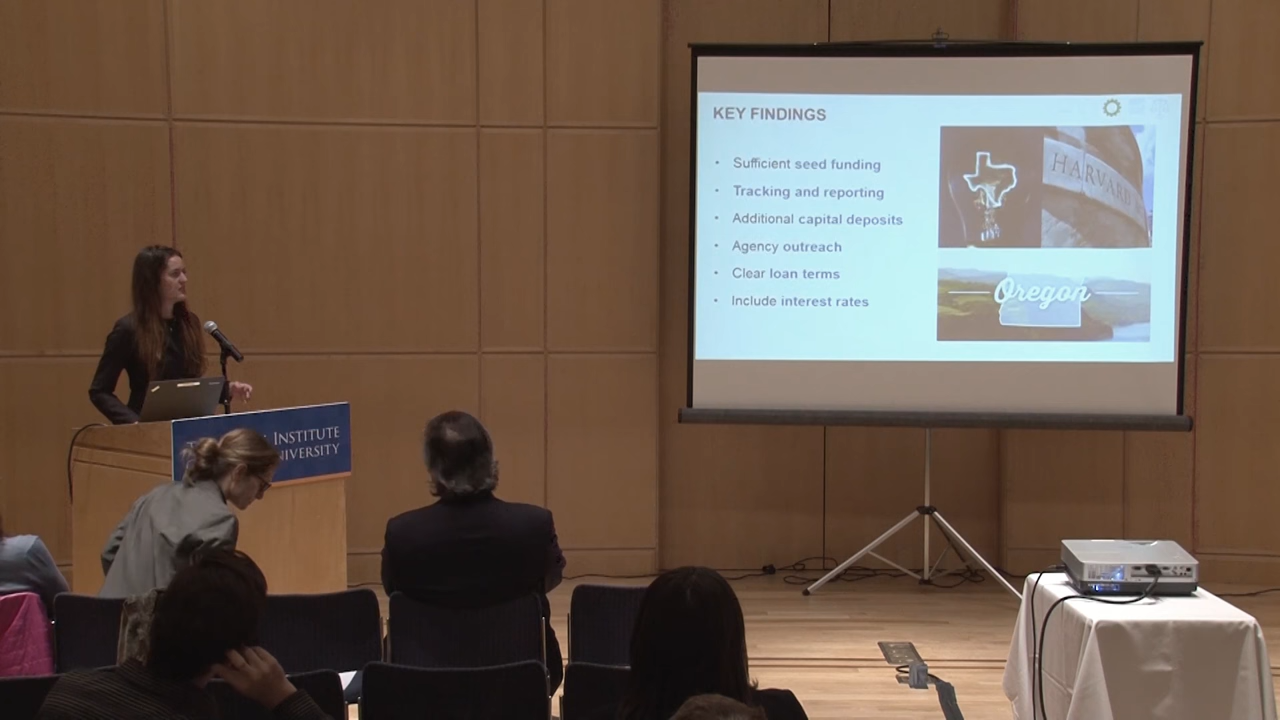 KEY FINDINGS
• Sufficient seed funding
• Tracking and reporting
• Additional capital deposits
• Agency outreach
• Clear loan terms
• Include interest rates
HARVARD
Oregon
INSTITUTE